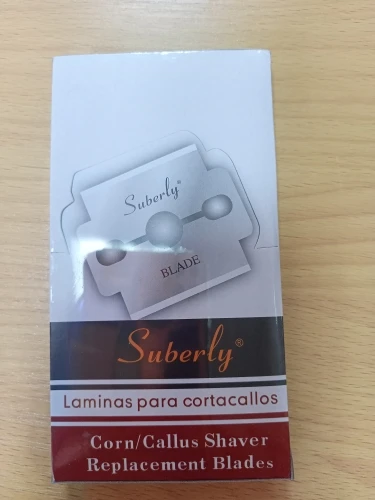 Suberly®
BLADE
Suberly®
Laminas para cortacallos
Corn/Callus Shaver
Replacement Blades